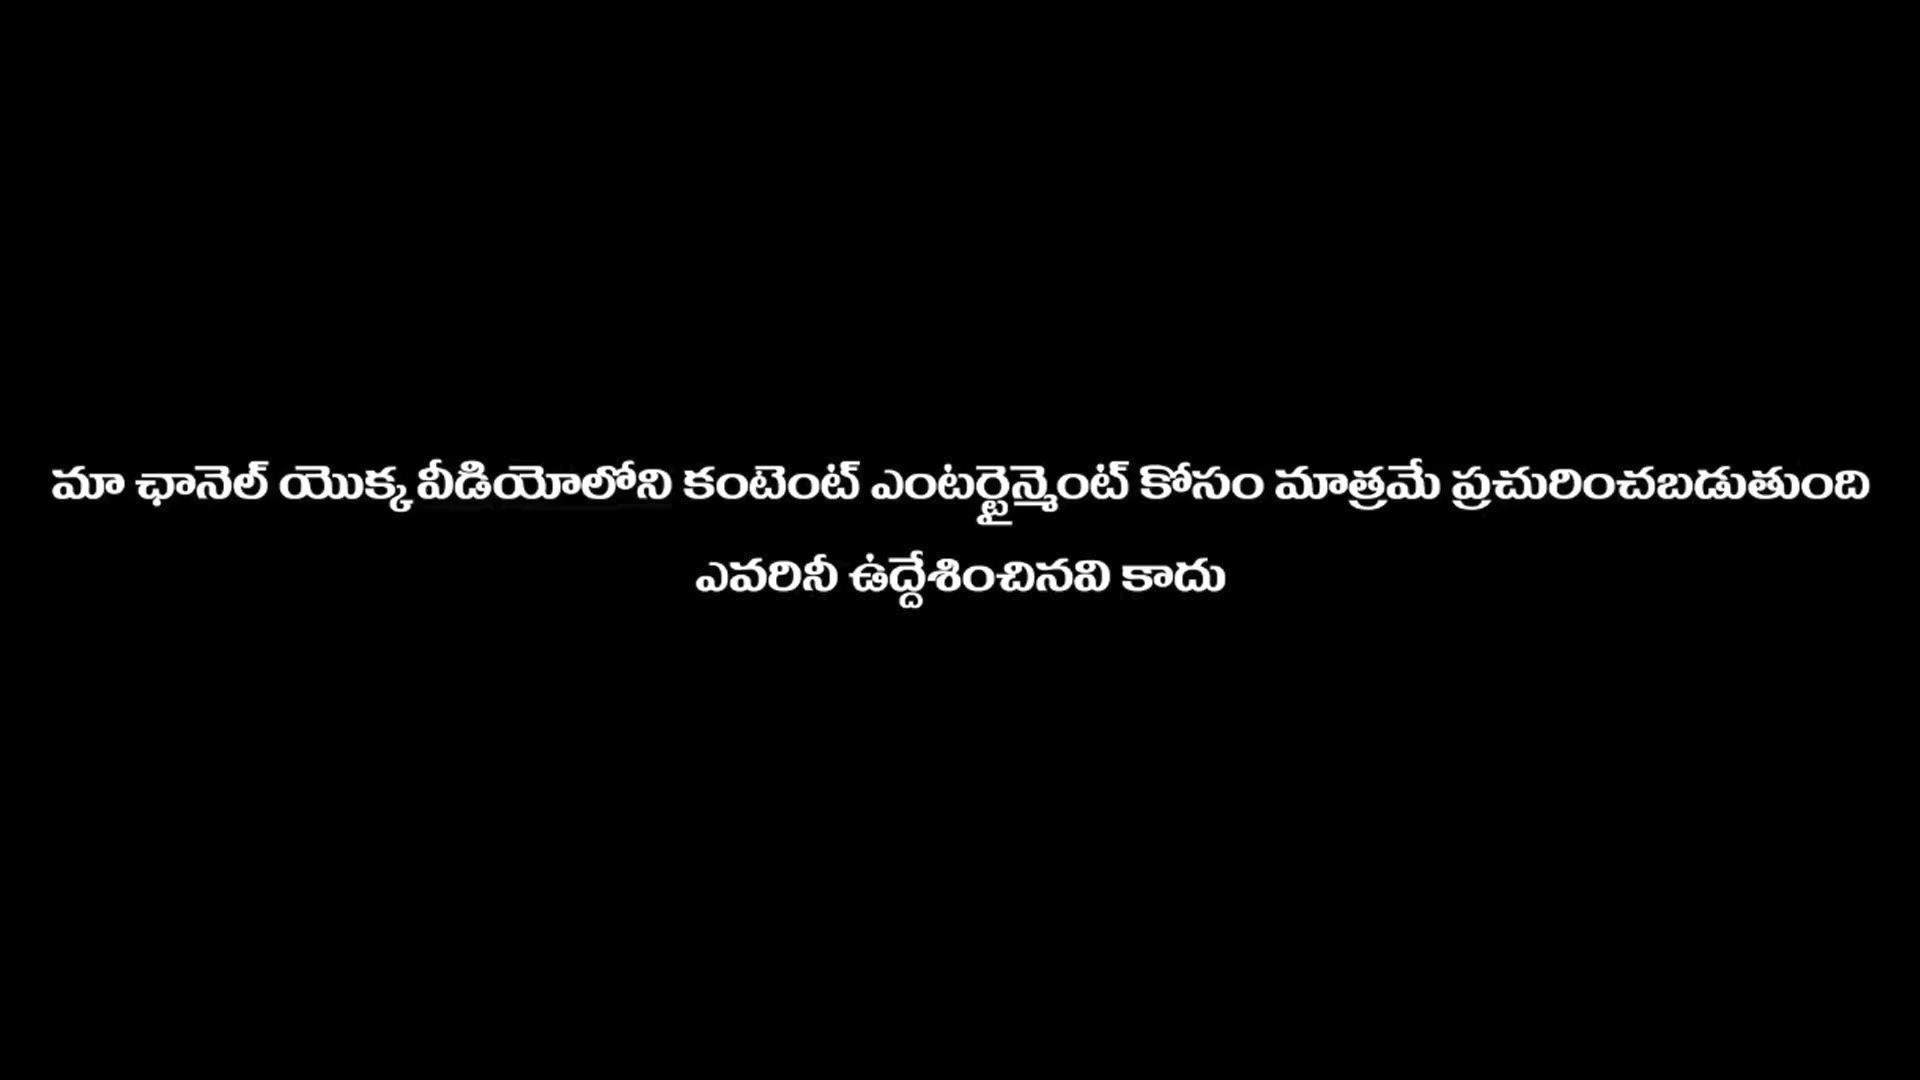 మా ఛానెల్ యొక్క వీడియోలోని కంటెంట్ ఎంటర్టైన్మెంట్ కోసం మాత్రమే ప్రచురించబడుతుంది
ఎవరినీ ఉద్దేశించినవి కాదు